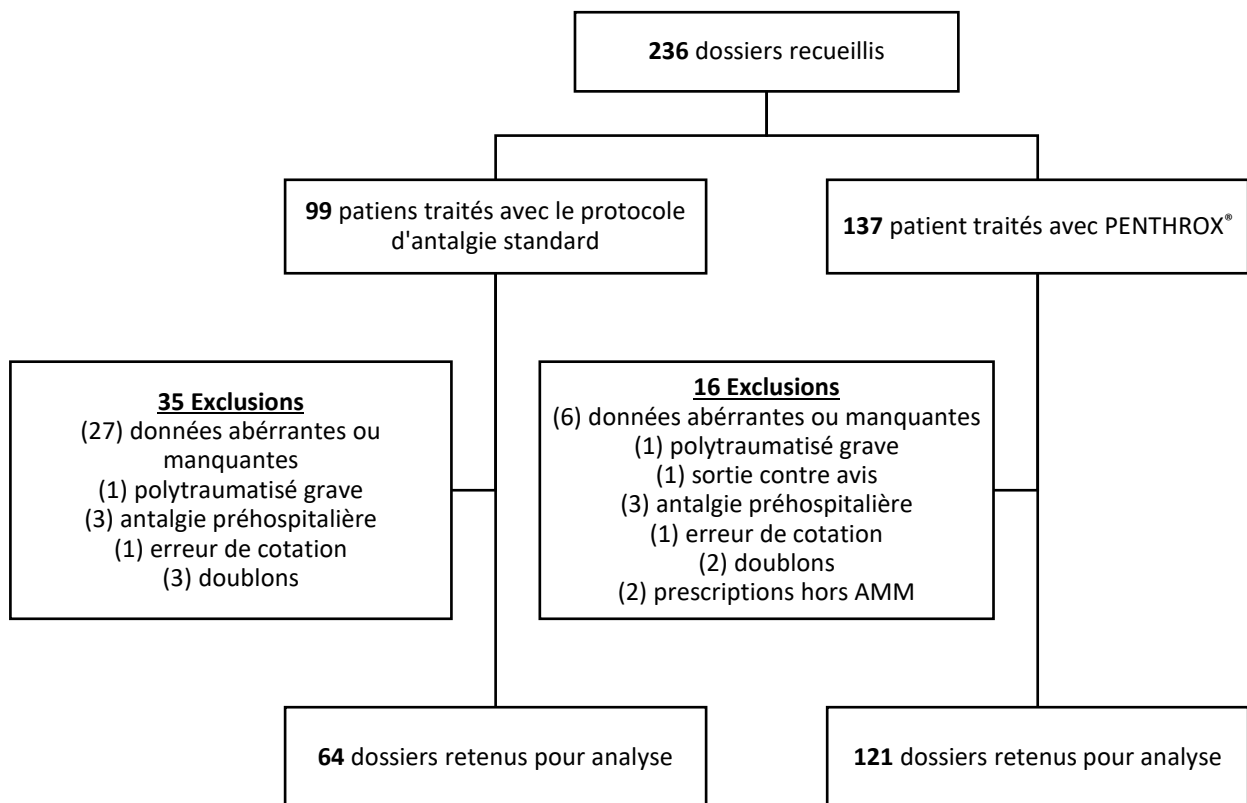 236 dossiers recueillis
99 patiens traités avec le protocole
d'antalgie standard
137 patient traités avec PENTHROX®
35 Exclusions
(27) données abérrantes ou
manquantes
(1) polytraumatisé grave
(3) antalgie préhospitalière
(1) erreur de cotation
(3) doublons
16 Exclusions
(6) données abérrantes ou manquantes
(1) polytraumatisé grave
(1) sortie contre avis
(3) antalgie préhospitalière
(1) erreur de cotation
(2) doublons
(2) prescriptions hors AMM
64 dossiers retenus pour analyse
121 dossiers retenus pour analyse